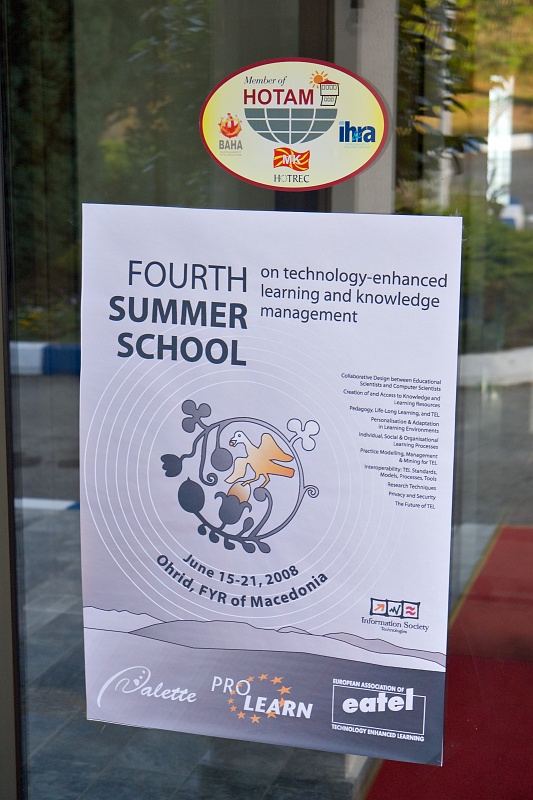 Member of
HOTAM
BAHA
ihra
MK
HOTREC
FOURTH
SUMMER
SCHOOL
on technology-enhanced
learning and knowledge
management
Collaborative Design between Educational
Scientists and Computer Scientists
Creation of and Access to Knowledge and
Learning Resources
Pedagogy, Life-Long Learning, and TEL
Personalisation & Adaptation
in Learning Environments
Individual, Social & Organisational
Learning Processes
Practice Modelling, Management
& Mining for TEL
Interoperability: TEL Standards,
Models, Processes, Tools
Research Techniques
Privacy and Security
The Future of TEL
June 15-21, 2008
Ohrid, FYR of Macedonia
Information Society
Technologies
Palette
PRO
LEARN
EUROPEAN ASSOCIATION OF
eatel
TECHNOLOGY ENHANCED LEARNING